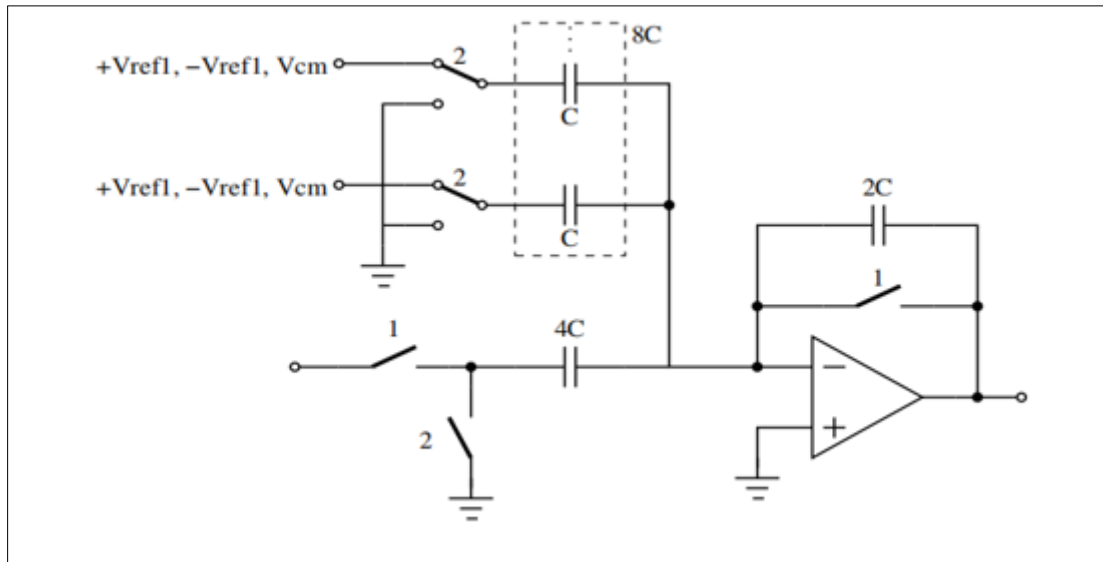 8C
2
+Vref1, −Vref1, Vcm
C
+Vref1, −Vref1, Vcm
2
C
2C
1
1
4C
−
+
2